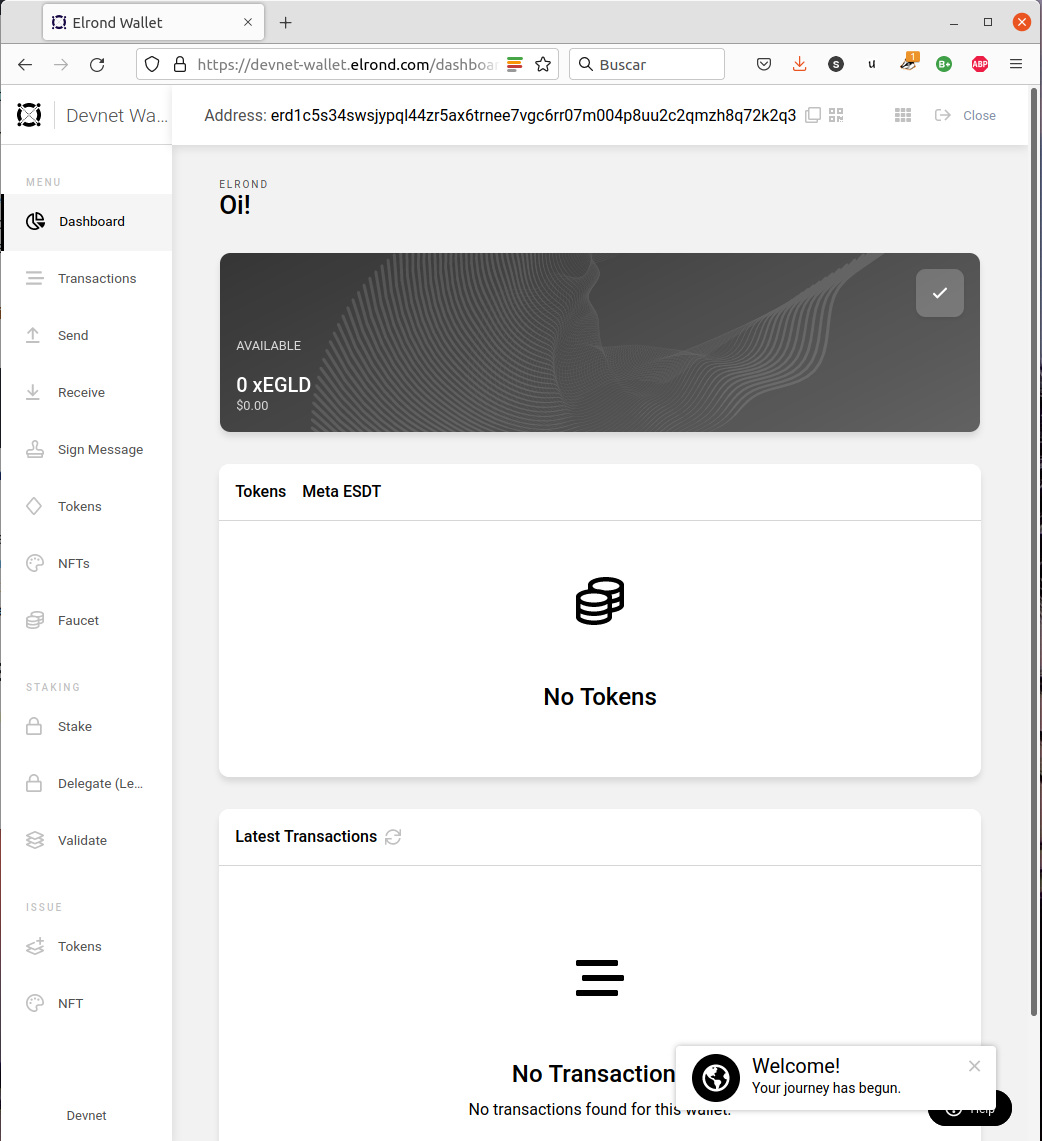 Elrond Wallet
https://devnet-wallet.elrond.com/dashboa
Buscar
S
u
1
B+
ABP
Devnet Wa...
Address: erd1c5s34swsjypql44zr5ax6trnee7vgc6rr07m004p8uu2c2qmzh8q72k2q3
Close
MENU
Dashboard
Transactions
Send
Receive
Sign Message
Tokens
NFTs
Faucet
STAKING
Stake
Delegate (Le...
Validate
ISSUE
Tokens
NFT
Devnet
ELROND
Oi!
AVAILABLE
0 xEGLD
$0.00
Tokens Meta ESDT
No Tokens
Latest Transactions
No Transaction
No transactions found for this wallet.
Welcome!
Your journey has begun.
Help